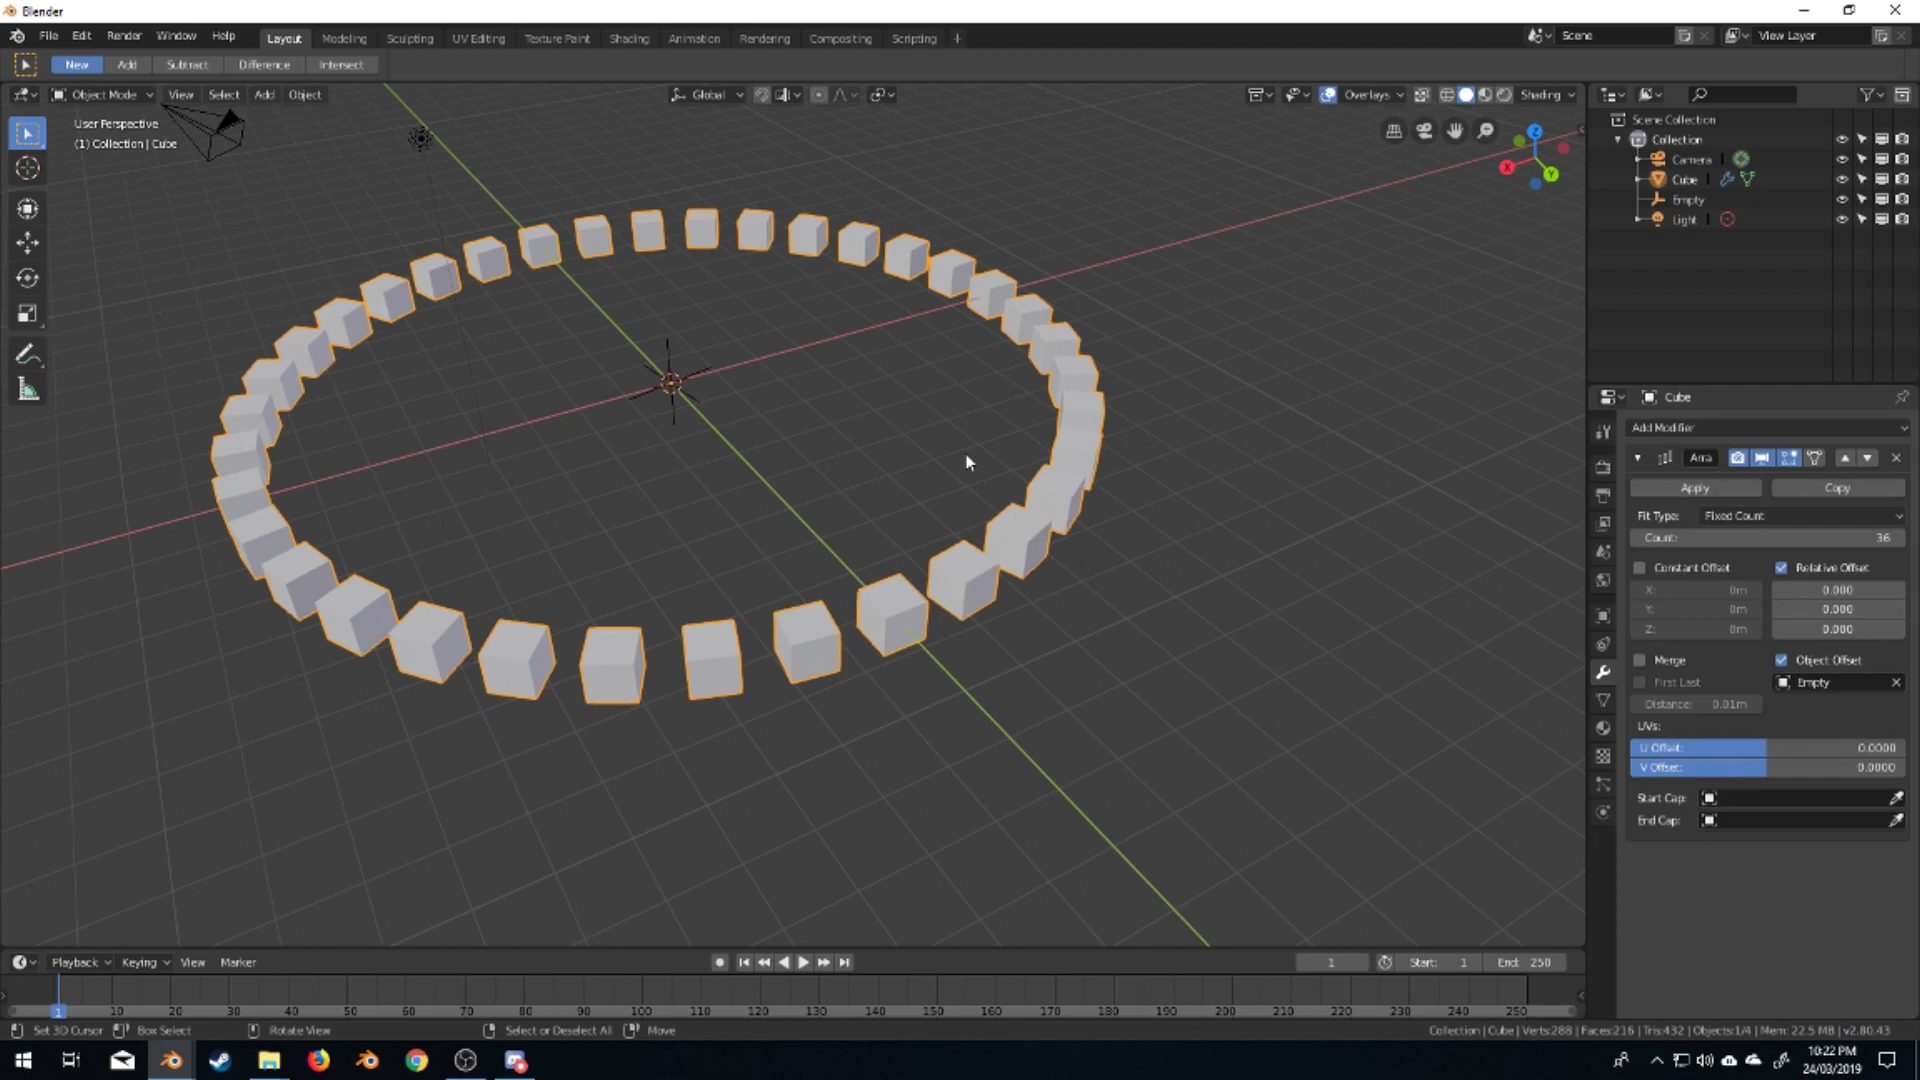 Blender
File Edit Render Window Help Layout Modeling Sculpting UV Editing Texture Paint Shading Animation Rendering Compositing Scripting + Scene View Layer
New Add Subtract Difference Intersect
Object Mode View Select Add Object Global Overlays Shading
User Perspective
(1) Collection | Cube
Z
X
Y
Scene Collection
Collection
Camera
Cube
Empty
Light
Cube
Add Modifier
Arra
Apply Copy
Fit Type: Fixed Count
Count: 36
Constant Offset Relative Offset
X: 0m 0.000
Y: 0m 0.000
Z: 0m 0.000
Merge Object Offset
First Last Empty
Distance: 0.01m
UVs:
U Offset: 0.0000
V Offset: 0.0000
Start Cap:
End Cap:
Playback Keying View Marker 1 Start: 1 End: 250
1 10 20 30 40 50 60 70 80 90 100 110 120 130 140 150 160 170 180 190 200 210 220 230 240 250
Set 3D Cursor Box Select Rotate View Select or Deselect All Move Collection | Cube | Verts:288 | Faces:216 | Tris:432 | Objects:1/4 | Mem: 22.5 MB | v2.80.43
10:22 PM
24/03/2019